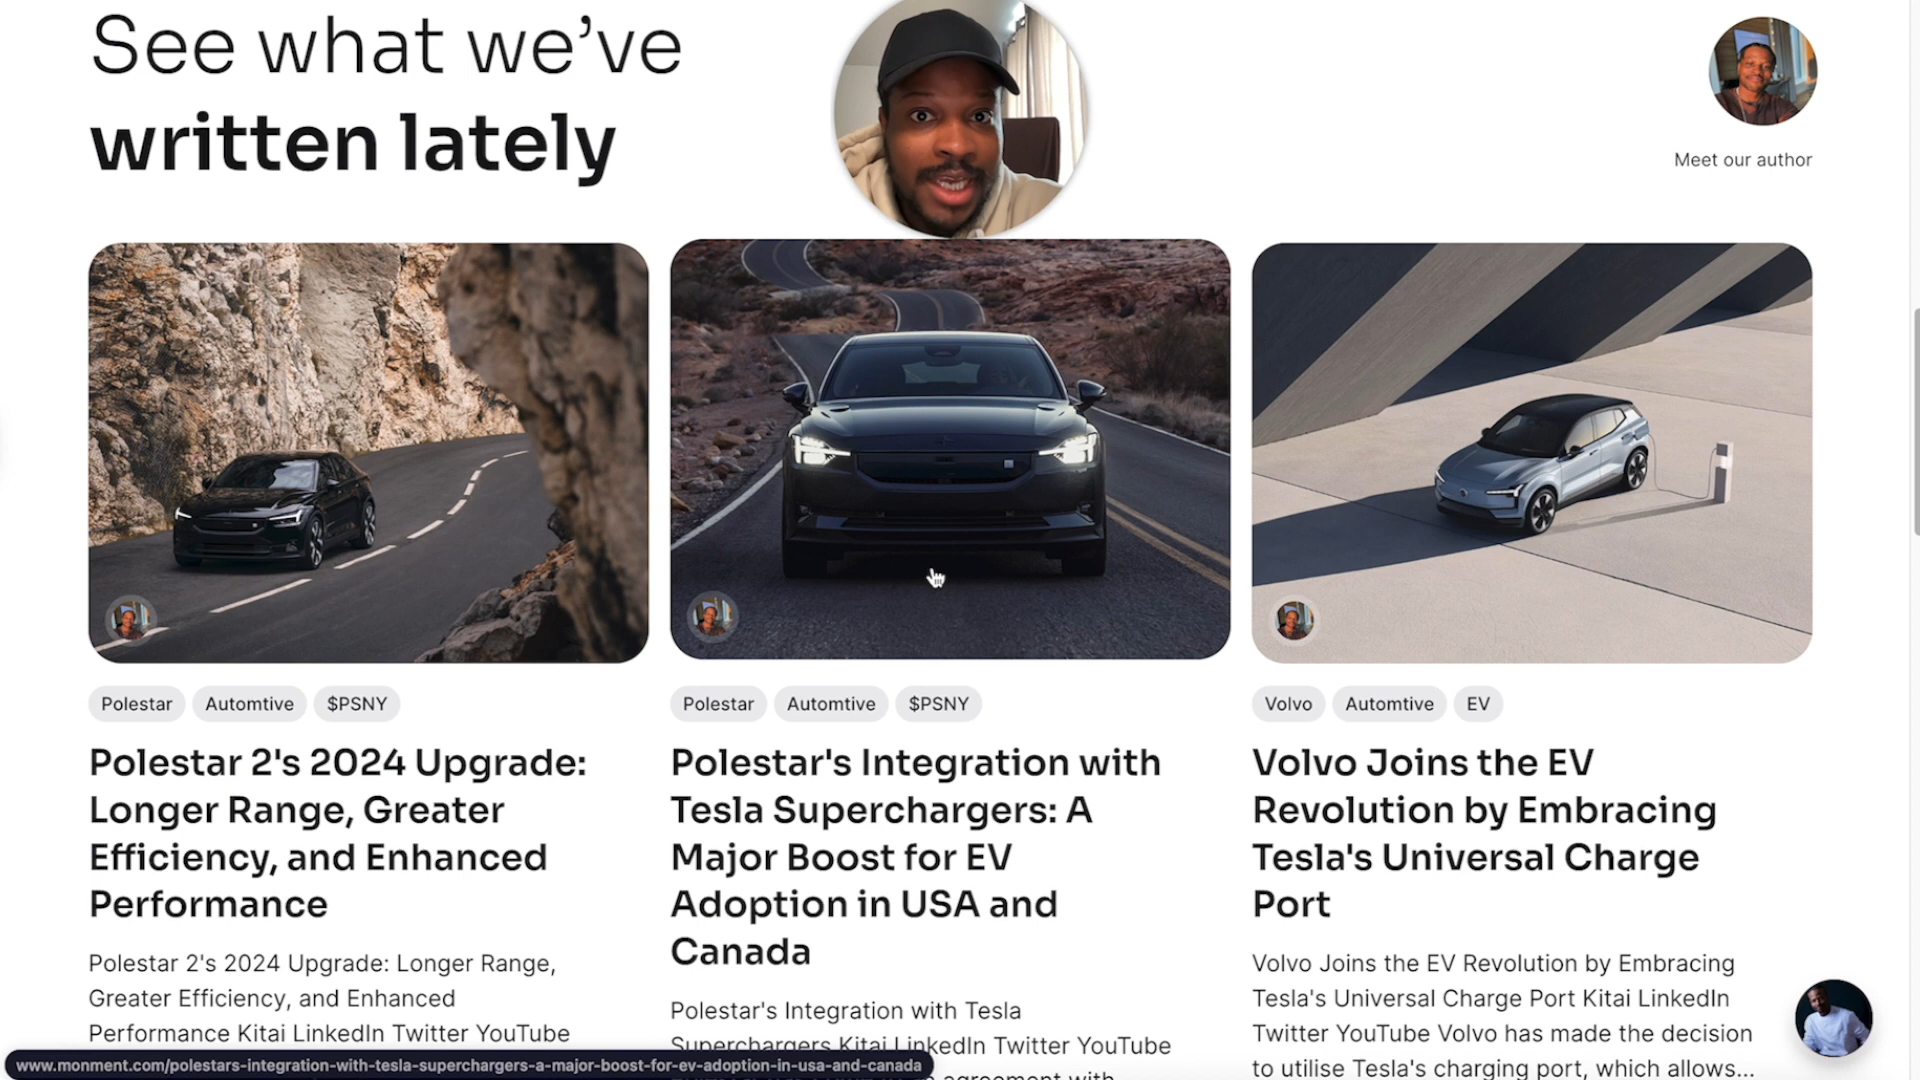 See what we’ve
written lately
Meet our author
Polestar Automtive $PSNY
Polestar 2's 2024 Upgrade:
Longer Range, Greater
Efficiency, and Enhanced
Performance
Polestar 2's 2024 Upgrade: Longer Range,
Greater Efficiency, and Enhanced
Performance Kitai LinkedIn Twitter YouTube
Polestar Automtive $PSNY
Polestar's Integration with
Tesla Superchargers: A
Major Boost for EV
Adoption in USA and
Canada
Polestar's Integration with Tesla
Superchargers Kitai LinkedIn Twitter YouTube
agreement with
Volvo Automtive EV
Volvo Joins the EV
Revolution by Embracing
Tesla's Universal Charge
Port
Volvo Joins the EV Revolution by Embracing
Tesla's Universal Charge Port Kitai LinkedIn
Twitter YouTube Volvo has made the decision
to utilise Tesla's charging port, which allows...
www.monment.com/polestars-integration-with-tesla-superchargers-a-major-boost-for-ev-adoption-in-usa-and-canada